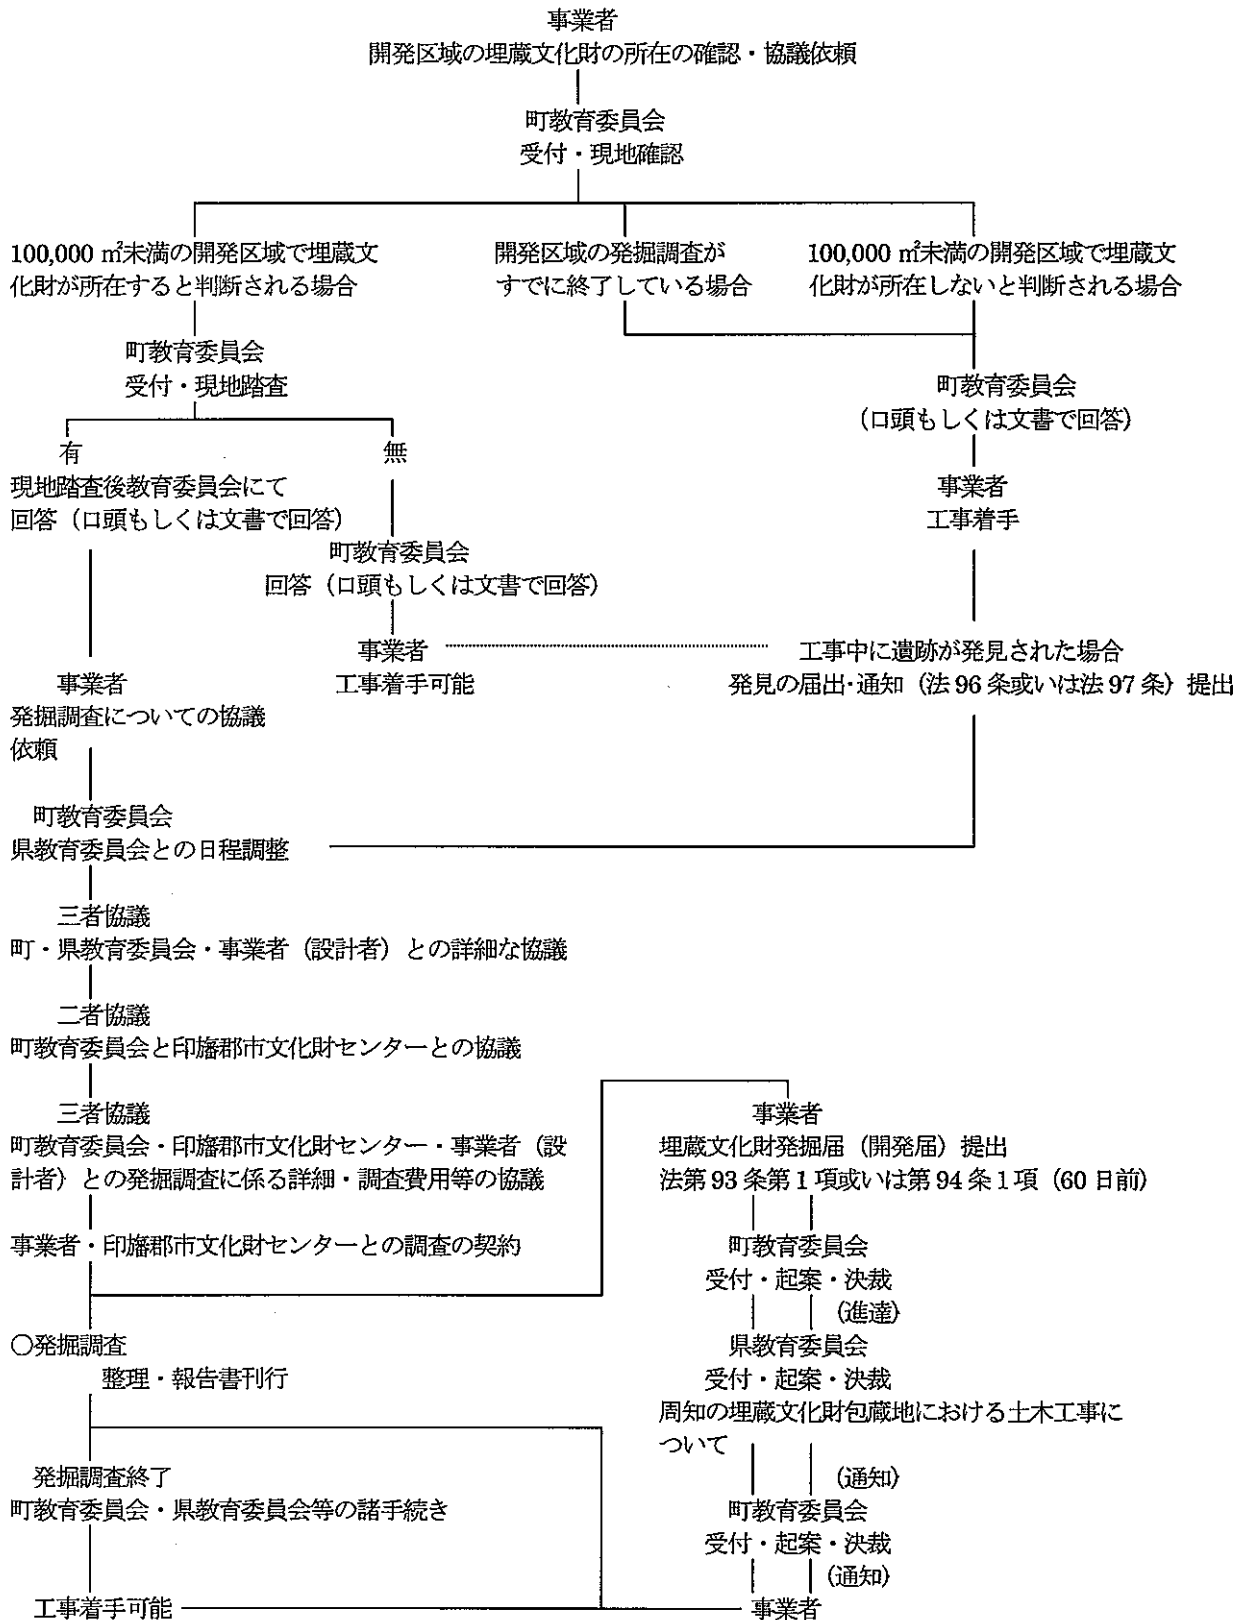 事業者
開発区域の埋蔵文化財の所在の確認・協議依頼
町教育委員会
受付・現地確認
100,000 ㎡未満の開発区域で埋蔵文
化財が所在すると判断される場合
開発区域の発掘調査が
すでに終了している場合
100,000 ㎡未満の開発区域で埋蔵文
化財が所在しないと判断される場合
町教育委員会
受付・現地踏査
町教育委員会
（口頭もしくは文書で回答）
有
無
現地踏査後教育委員会にて
回答（口頭もしくは文書で回答）
事業者
工事着手
町教育委員会
回答（口頭もしくは文書で回答）
事業者
工事着手可能
工事中に遺跡が発見された場合
発見の届出・通知（法 96 条或いは法 97 条）提出
事業者
発掘調査についての協議
依頼
町教育委員会
県教育委員会との日程調整
三者協議
町・県教育委員会・事業者（設計者）との詳細な協議
二者協議
町教育委員会と印旛郡市文化財センターとの協議
三者協議
町教育委員会・印旛郡市文化財センター・事業者（設
計者）との発掘調査に係る詳細・調査費用等の協議
事業者・印旛郡市文化財センターとの調査の契約
〇発掘調査
整理・報告書刊行
発掘調査終了
町教育委員会・県教育委員会等の諸手続き
工事着手可能
事業者
埋蔵文化財発掘届（開発届）提出
法第 93 条第 1 項或いは第 94 条 1 項（60 日前）
町教育委員会
受付・起案・決裁
（進達）
県教育委員会
受付・起案・決裁
周知の埋蔵文化財包蔵地における土木工事に
ついて
（通知）
町教育委員会
受付・起案・決裁
（通知）
事業者